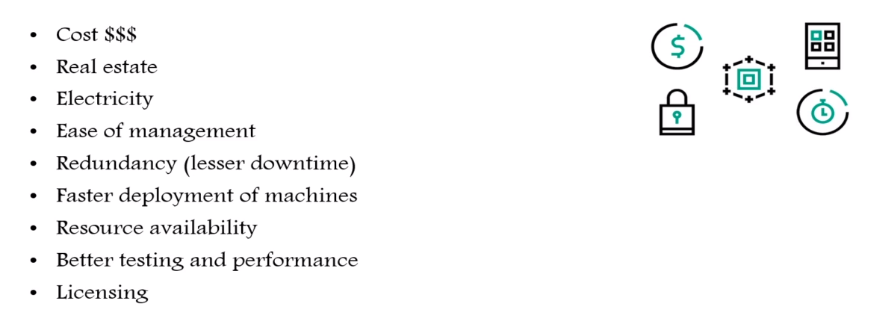 • Cost $$$
• Real estate
• Electricity
• Ease of management
• Redundancy (lesser downtime)
• Faster deployment of machines
• Resource availability
• Better testing and performance
• Licensing